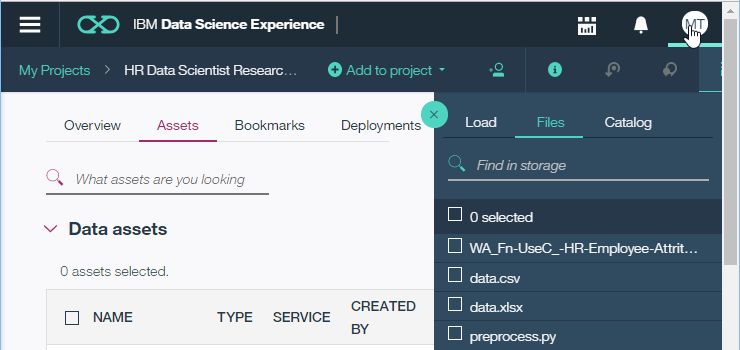 IBM Data Science Experience
MT
My Projects > HR Data Scientist Researc... Add to project
Overview Assets Bookmarks Deployments
Load Files Catalog
What assets are you looking
Find in storage
Data assets
0 selected
0 assets selected.
WA_Fn-UseC_-HR-Employee-Attrit...
data.csv
NAME TYPE SERVICE CREATED BY
data.xlsx
preprocess.py